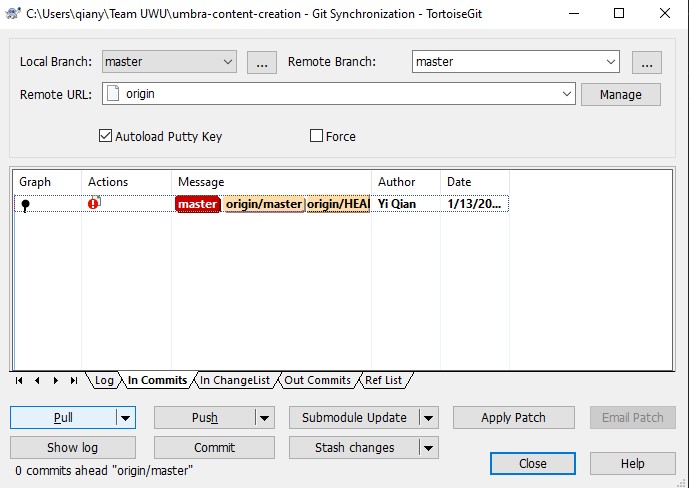 C:\Users\qiany\Team UWU\umbra-content-creation - Git Synchronization - TortoiseGit
Local Branch: master ... Remote Branch: master ...
Remote URL: origin Manage
Autoload Putty Key Force
Graph Actions Message Author Date
master origin/master origin/HEA Yi Qian 1/13/20...
Log In Commits In ChangeList Out Commits Ref List
Pull Push Submodule Update Apply Patch Email Patch
Show log Commit Stash changes
0 commits ahead "origin/master"
Close Help